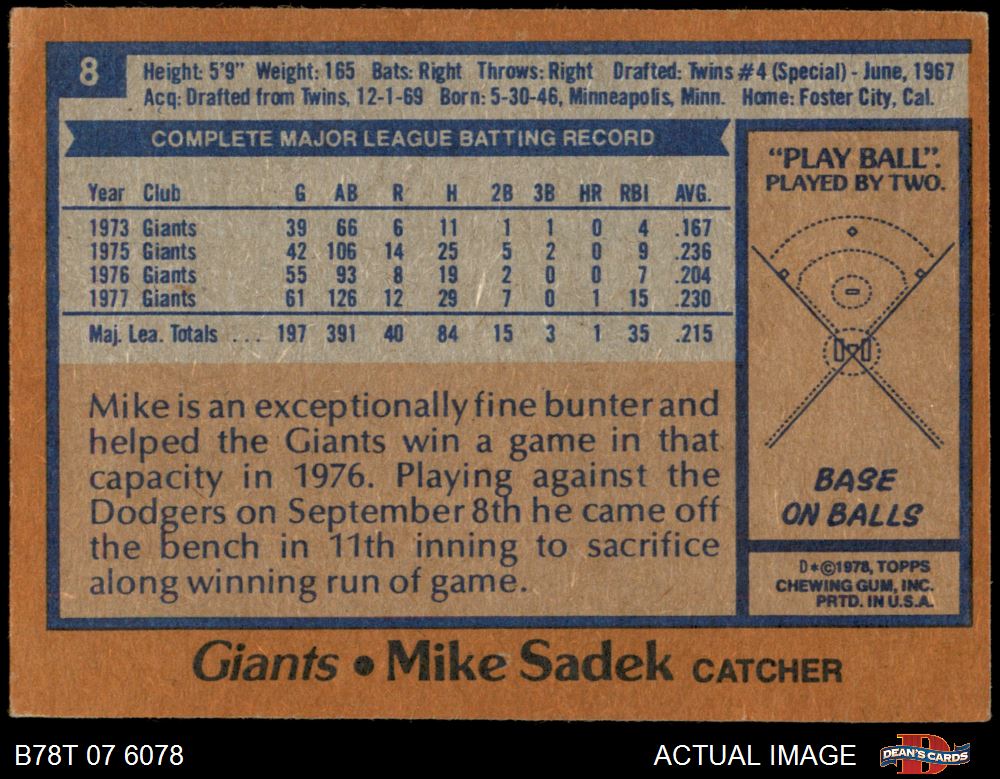 8
Height: 5'9" Weight: 165 Bats: Right Throws: Right Drafted: Twins #4 (Special) - June, 1967
Acq: Drafted from Twins, 12-1-69 Born: 5-30-46, Minneapolis, Minn. Home: Foster City, Cal.
COMPLETE MAJOR LEAGUE BATTING RECORD
Year Club G AB R H 2B 3B HR RBI AVG.
1973 Giants 39 66 6 11 1 1 0 4 .167
1975 Giants 42 106 14 25 5 2 0 9 .236
1976 Giants 55 93 8 19 2 0 0 7 .204
1977 Giants 61 126 12 29 7 0 1 15 .230
Maj. Lea. Totals ... 197 391 40 84 15 3 1 35 .215
Mike is an exceptionally fine bunter and
helped the Giants win a game in that
capacity in 1976. Playing against the
Dodgers on September 8th he came off
the bench in 11th inning to sacrifice
along winning run of game.
"PLAY BALL".
PLAYED BY TWO.
BASE
ON BALLS
D*©1978, TOPPS
CHEWING GUM, INC.
PRTD. IN U.S.A.
Giants • Mike Sadek CATCHER
B78T 07 6078
ACTUAL IMAGE
DEAN'S CARDS